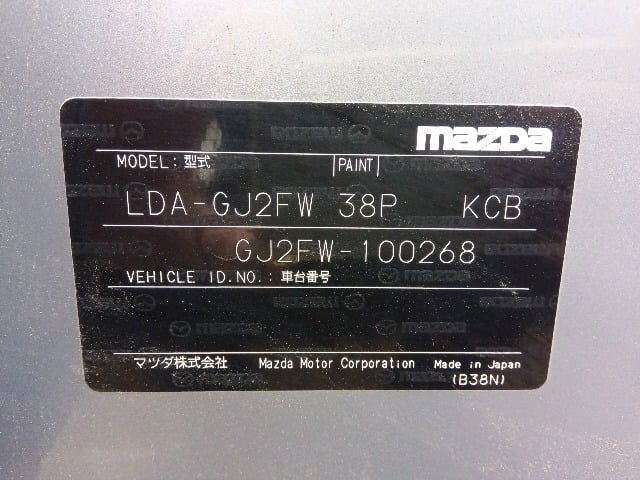 mazda
MODEL: 型式 PAINT
LDA-GJ2FW 38P KCB
GJ2FW-100268
VEHICLE ID.NO.: 車台番号
マツダ株式会社 Mazda Motor Corporation Made in Japan
(B38N)